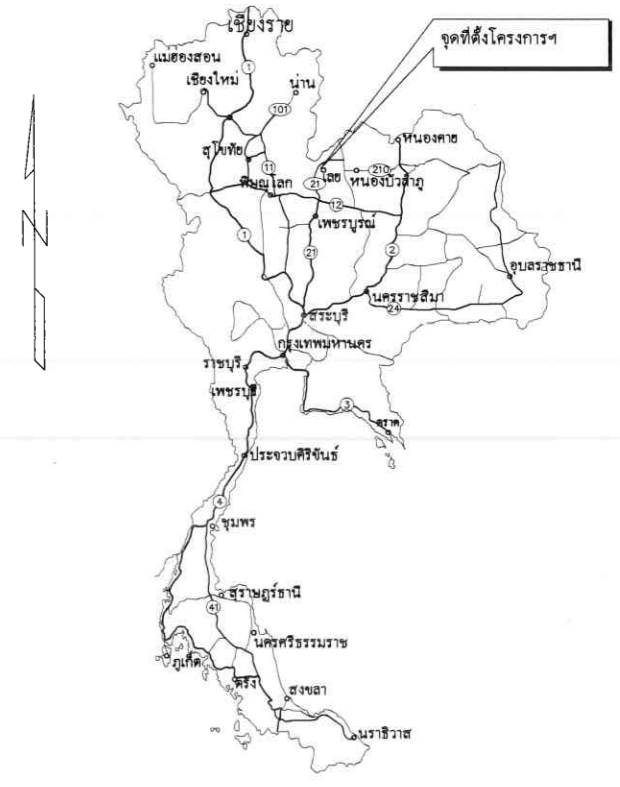 เชียงราย
จุดที่ตั้งโครงการฯ
แม่ฮ่องสอน
1
เชียงใหม่
น่าน
101
หนองคาย
สุโขทัย
11
เลย
210
21
หนองบัวลำภู
พิษณุโลก
12
เพชรบูรณ์
1
21
2
อุบลราชธานี
นครราชสีมา
24
สระบุรี
กรุงเทพมหานคร
ราชบุรี
เพชรบุรี
3
ตราด
ประจวบคิริขันธ์
4
ชุมพร
สุราษฎร์ธานี
41
นครศรีธรรมราช
ภูเก็ต
ตรัง
สงขลา
นราธิวาส
N